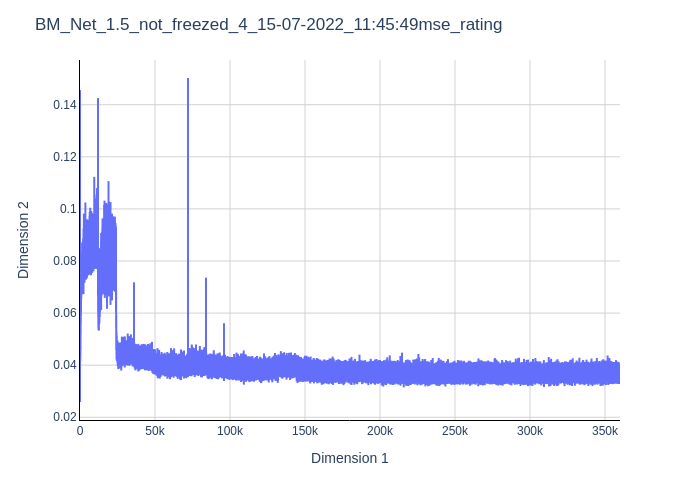 BM_Net_1.5_not_freezed_4_15-07-2022_11:45:49mse_rating
0.14
0.12
0.1
0.08
0.06
0.04
0.02
Dimension 2
0 50k 100k 150k 200k 250k 300k 350k
Dimension 1